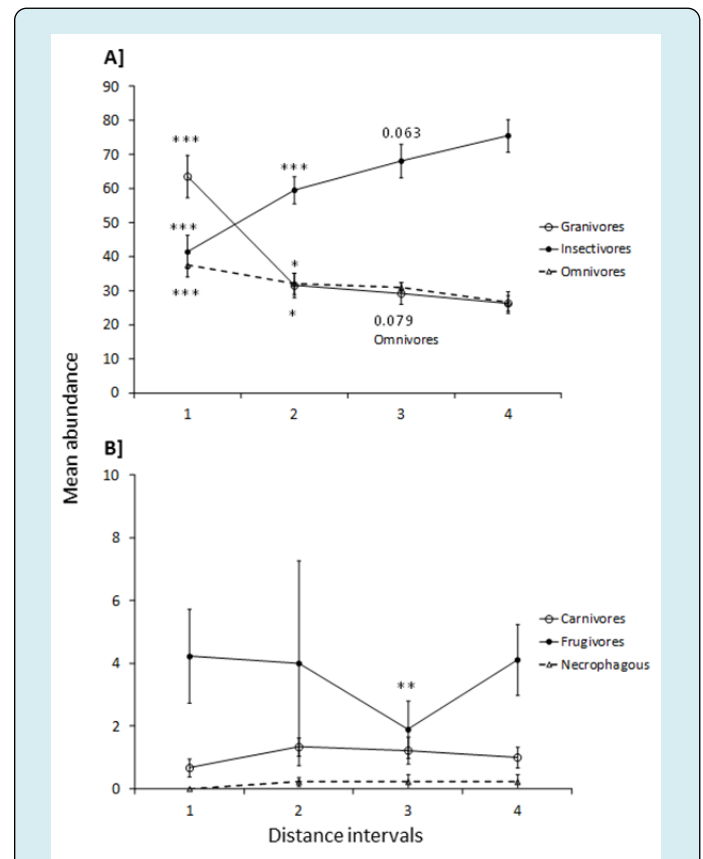 A]
90
80
70
60
50
40
30
20
10
0
***
***
***
***
*
*
0.063
0.079
Omnivores
1 2 3 4
Granivores
Insectivores
Omnivores
Mean abundance
B]
10
8
6
4
2
0
**
1 2 3 4
Carnivores
Frugivores
Necrophagous
Distance intervals